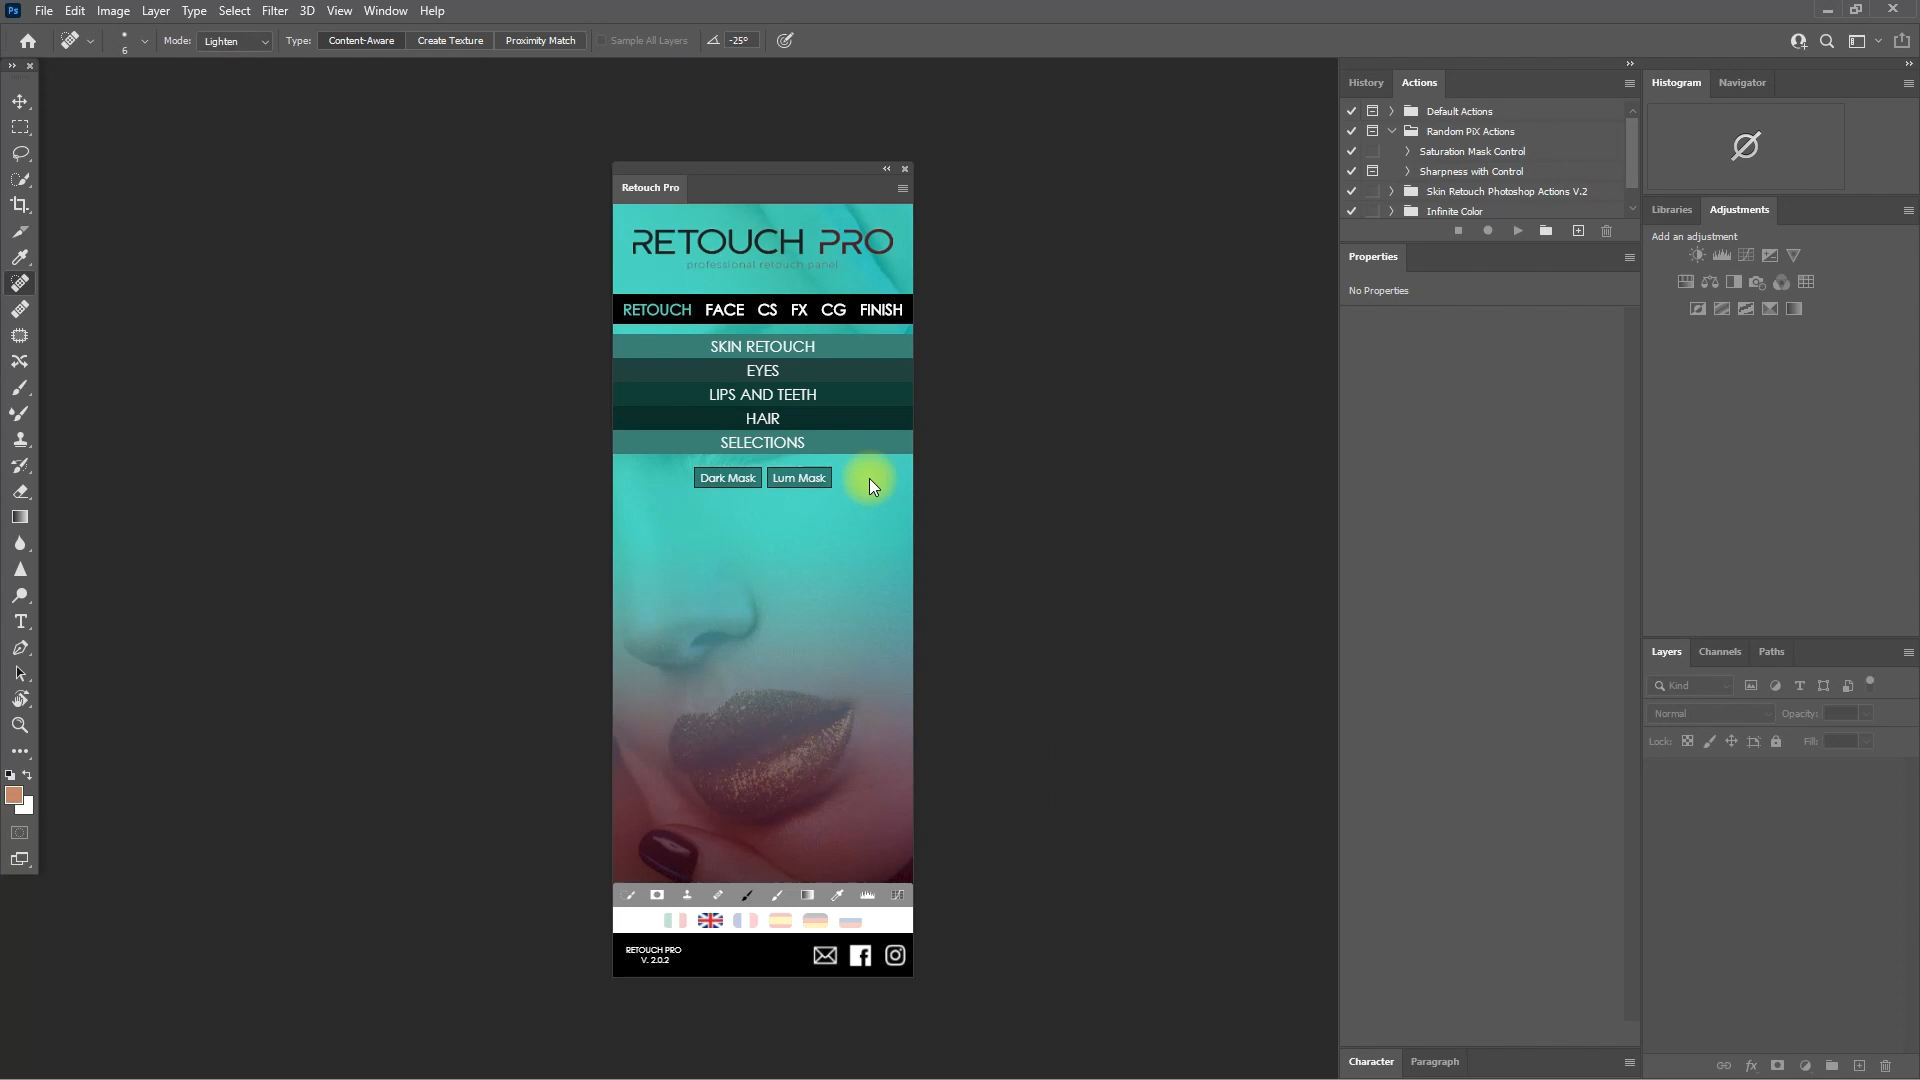 Ps File Edit Image Layer Type Select Filter 3D View Window Help
6 Mode: Lighten Type: Content-Aware Create Texture Proximity Match Sample All Layers -25°
History Actions
Default Actions
Random PiX Actions
Saturation Mask Control
Sharpness with Control
Skin Retouch Photoshop Actions V.2
Infinite Color
Properties
No Properties
Histogram Navigator
Libraries Adjustments
Add an adjustment
Retouch Pro
RETOUCH PRO
professional retouch panel
RETOUCH FACE CS FX CG FINISH
SKIN RETOUCH
EYES
LIPS AND TEETH
HAIR
SELECTIONS
Dark Mask Lum Mask
RETOUCH PRO
V. 2.0.2
Layers Channels Paths
Kind
Normal Opacity:
Lock: Fill:
Character Paragraph